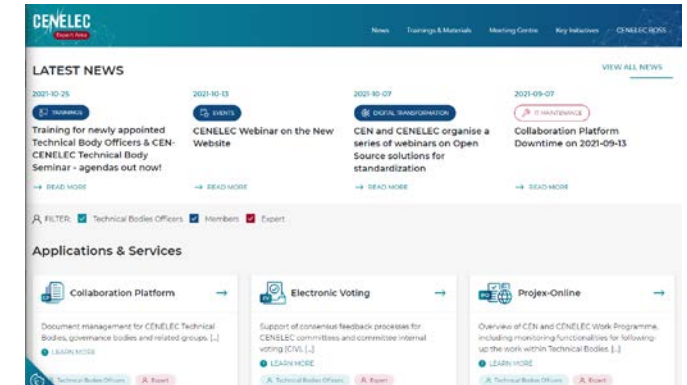 CENELEC
Expert Area
News Trainings & Materials Meeting Centre Key Initiatives CENELEC BOSS
LATEST NEWS
VIEW ALL NEWS
2021-10-25
TRAININGS
Training for newly appointed
Technical Body Officers & CEN-
CENELEC Technical Body
Seminar - agendas out now!
→ READ MORE
2021-10-13
EVENTS
CENELEC Webinar on the New
Website
→ READ MORE
2021-10-07
DIGITAL TRANSFORMATION
CEN and CENELEC organise a
series of webinars on Open
Source solutions for
standardization
→ READ MORE
2021-09-07
IT MAINTENANCE
Collaboration Platform
Downtime on 2021-09-13
→ READ MORE
FILTER: Technical Bodies Officers Members Expert
Applications & Services
Collaboration Platform →
Document management for CENELEC Technical
Bodies, governance bodies and related groups. [...]
LEARN MORE
Technical Bodies Officers Expert
Electronic Voting →
Support of consensus feedback processes for
CENELEC committees and committee internal
voting (CIV). [...]
LEARN MORE
Technical Bodies Officers Expert
Projex-Online →
Overview of CEN and CENELEC Work Programme,
including monitoring functionalities for following-
up the work within Technical Bodies. [...]
LEARN MORE
Technical Bodies Officers Expert